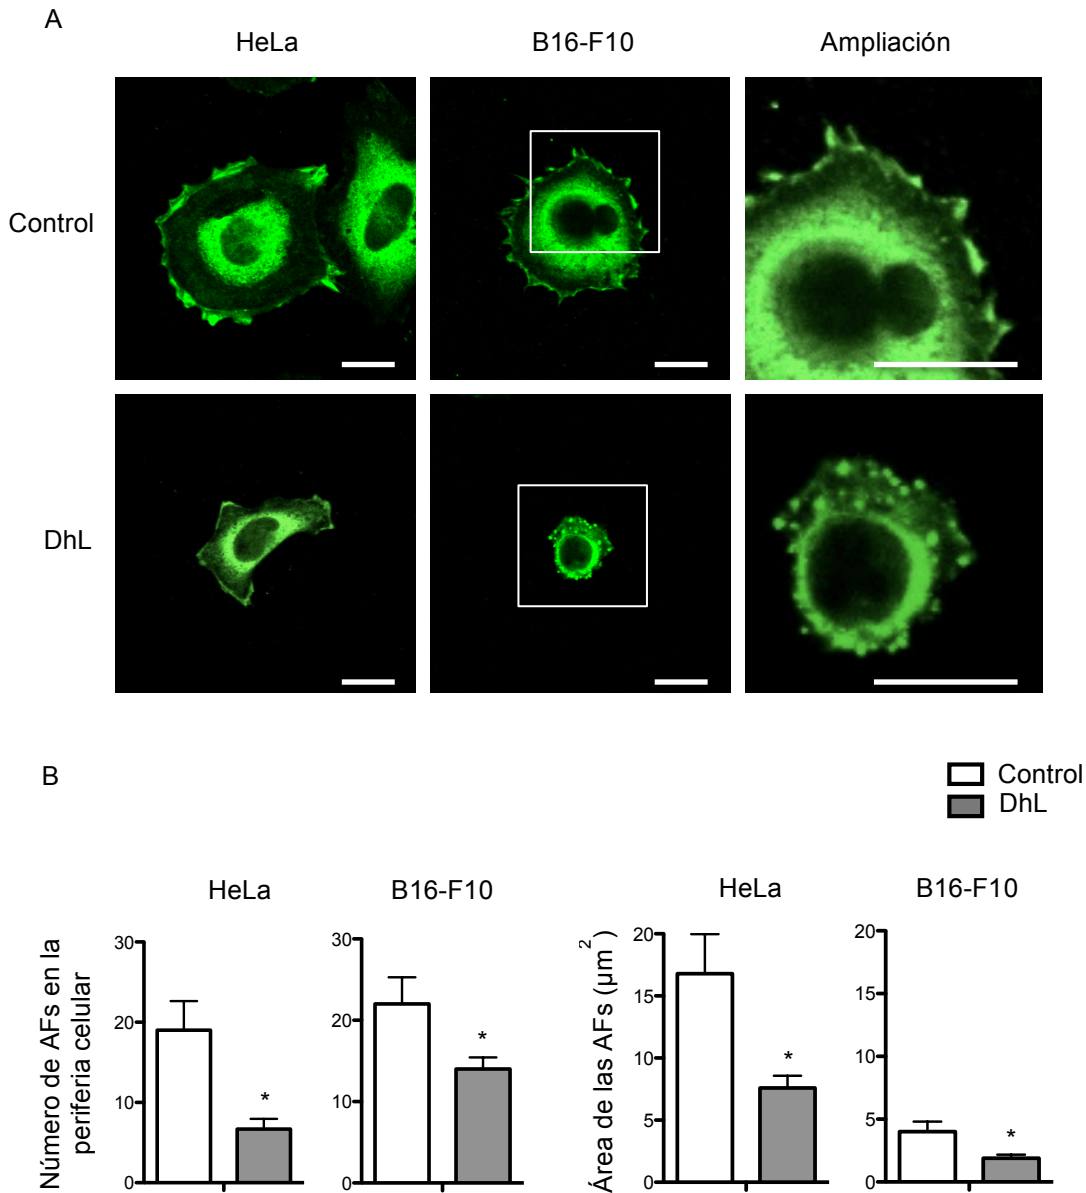 A
HeLa
B16-F10
Ampliación
Control
DhL
B
Control
DhL
HeLa
B16-F10
HeLa
B16-F10
Número de AFs en la
periferia celular
30
20
10
0
*
30
20
10
0
*
Área de las AFs (µm²)
20
15
10
5
0
*
20
15
10
5
0
*